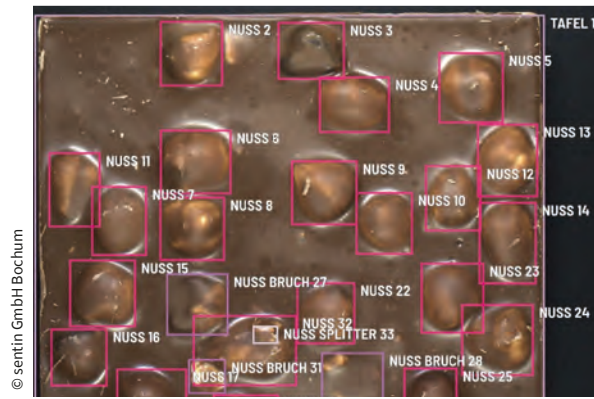 TAFEL 1
NUSS 2
NUSS 3
NUSS 5
NUSS 4
NUSS 13
NUSS 6
NUSS 11
NUSS 9
NUSS 12
NUSS 7
NUSS 8
NUSS 10
NUSS 14
NUSS 15
NUSS BRUCH 27
NUSS 22
NUSS 23
NUSS 24
NUSS 16
NUSS 32
NUSS SPLITTER 33
NUSS BRUCH 31
NUSS BRUCH 28
NUSS 17
NUSS 25
© sentin GmbH Bochum